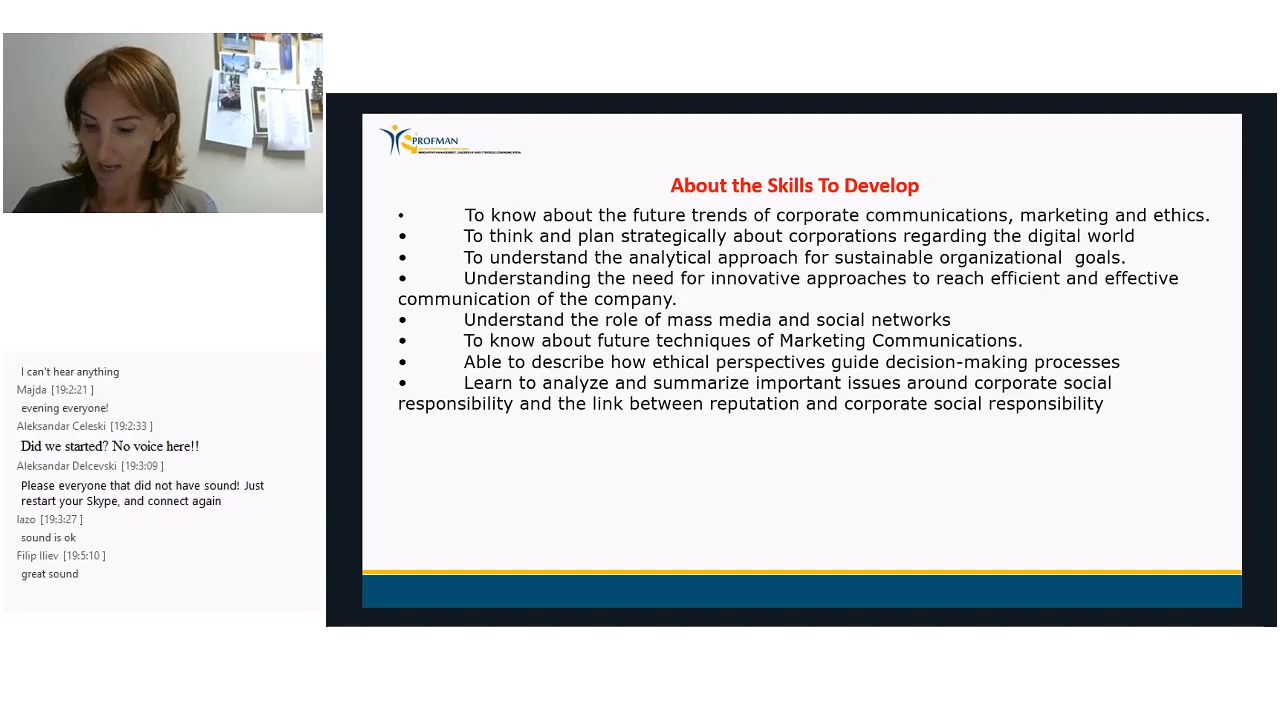 I can't hear anything
Majda [19:2:21 ]
evening everyone!
Aleksandar Celeski [19:2:33 ]
Did we started? No voice here!!
Aleksandar Delcevski [19:3:09 ]
Please everyone that did not have sound! Just
restart your Skype, and connect again
lazo [19:3:27 ]
sound is ok
Filip Iliev [19:5:10 ]
great sound
PROFMAN
INNOVATIVE MANAGEMENT, LEADERSHIP AND STRATEGIC COMMUNICATION
About the Skills To Develop
• To know about the future trends of corporate communications, marketing and ethics.
• To think and plan strategically about corporations regarding the digital world
• To understand the analytical approach for sustainable organizational goals.
• Understanding the need for innovative approaches to reach efficient and effective
communication of the company.
• Understand the role of mass media and social networks
• To know about future techniques of Marketing Communications.
• Able to describe how ethical perspectives guide decision-making processes
• Learn to analyze and summarize important issues around corporate social
responsibility and the link between reputation and corporate social responsibility